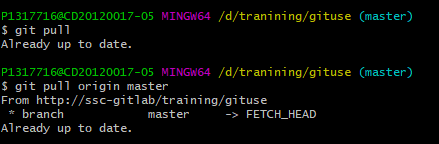 P1317716@CD20120017-05 MINGW64 /d/tranining/gituse (master)
$ git pull
Already up to date.
P1317716@CD20120017-05 MINGW64 /d/tranining/gituse (master)
$ git pull origin master
From http://ssc-gitlab/training/gituse
 * branch            master     -> FETCH_HEAD
Already up to date.